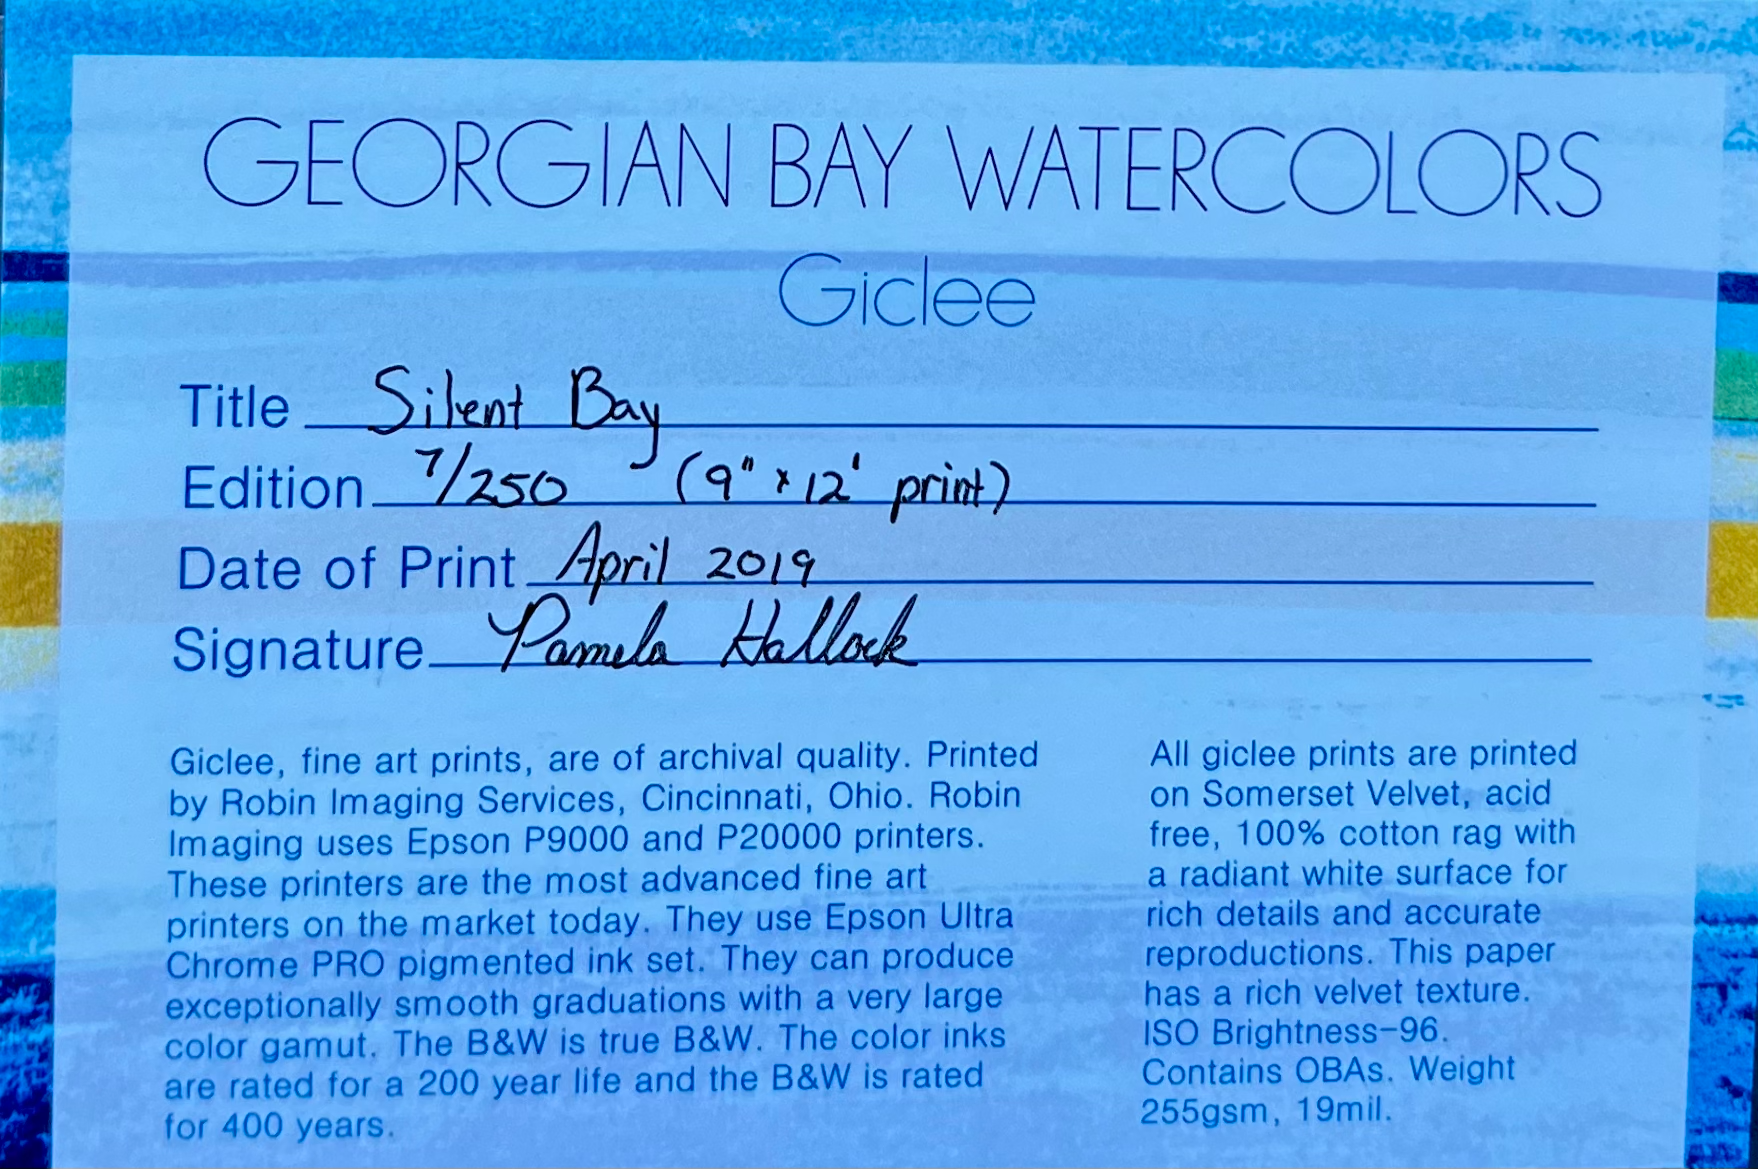 GEORGIAN BAY WATERCOLORS
Giclee
Title Silent Bay
Edition 7/250 (9" x 12' print)
Date of Print April 2019
Signature Pamela Hallock
Giclee, fine art prints, are of archival quality. Printed
by Robin Imaging Services, Cincinnati, Ohio. Robin
Imaging uses Epson P9000 and P20000 printers.
These printers are the most advanced fine art
printers on the market today. They use Epson Ultra
Chrome PRO pigmented ink set. They can produce
exceptionally smooth graduations with a very large
color gamut. The B&W is true B&W. The color inks
are rated for a 200 year life and the B&W is rated
for 400 years.
All giclee prints are printed
on Somerset Velvet, acid
free, 100% cotton rag with
a radiant white surface for
rich details and accurate
reproductions. This paper
has a rich velvet texture.
ISO Brightness-96.
Contains OBAs. Weight
255gsm, 19mil.